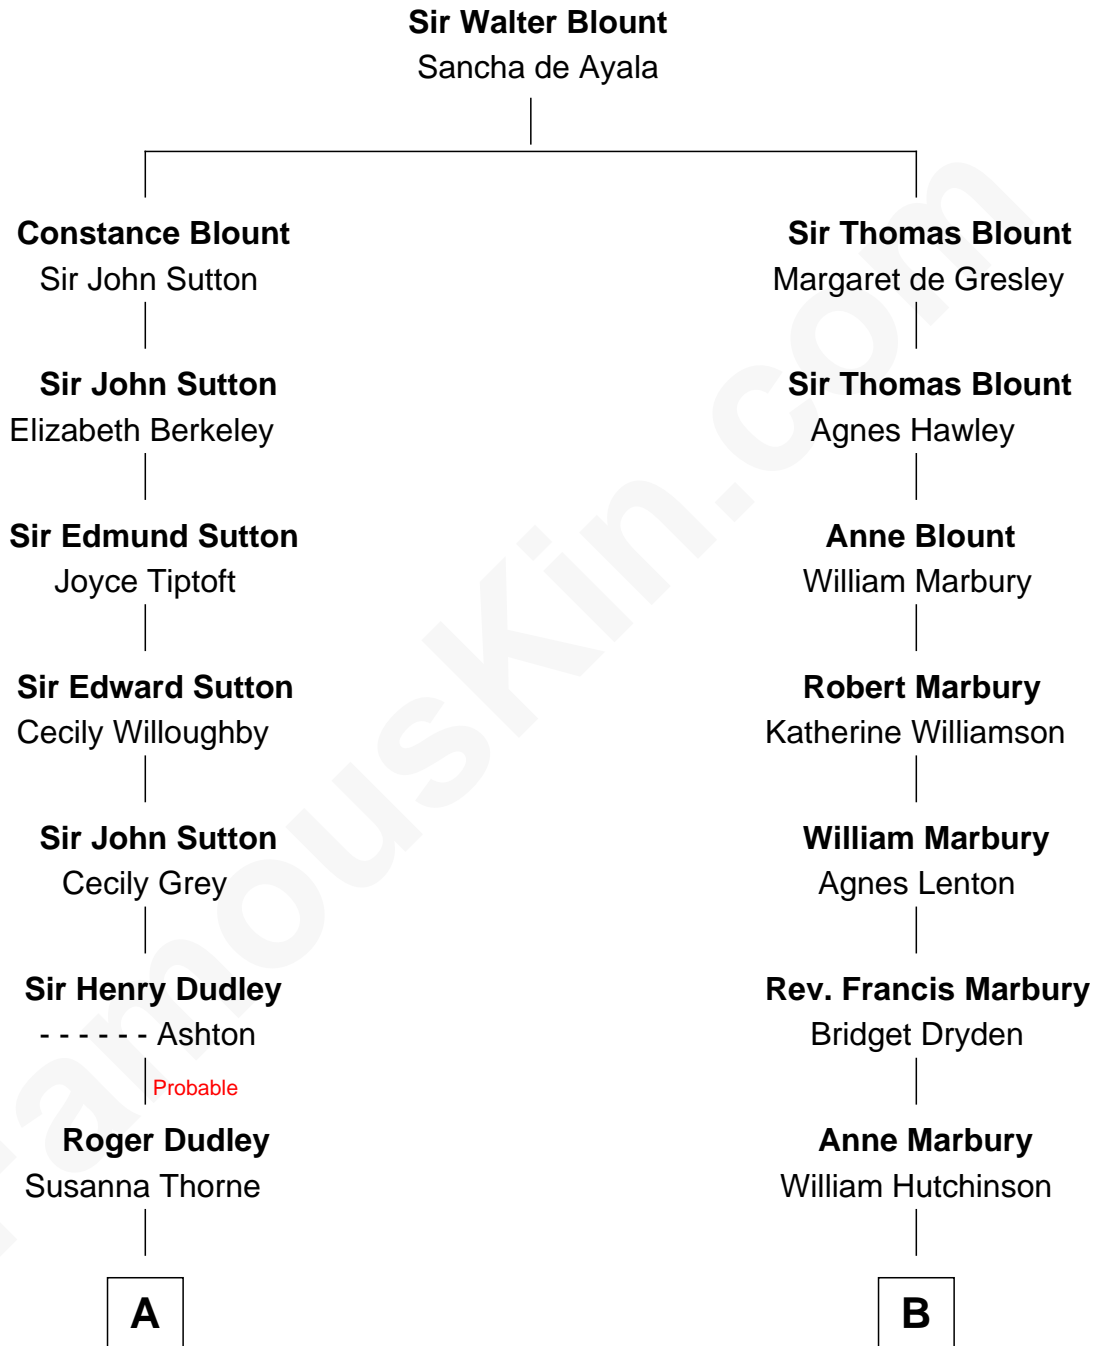 Sir Walter Blount
Sancha de Ayala
Constance Blount
Sir John Sutton
Sir Thomas Blount
Margaret de Gresley
Sir John Sutton
Elizabeth Berkeley
Sir Thomas Blount
Agnes Hawley
Sir Edmund Sutton
Joyce Tiptoft
Anne Blount
William Marbury
Sir Edward Sutton
Cecily Willoughby
Robert Marbury
Katherine Williamson
Sir John Sutton
Cecily Grey
William Marbury
Agnes Lenton
Sir Henry Dudley
- - - - - - Ashton
Probable
Rev. Francis Marbury
Bridget Dryden
Roger Dudley
Susanna Thorne
Anne Marbury
William Hutchinson
A
B
FamousKin.com